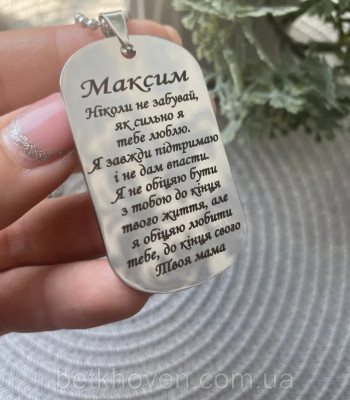 Максим
Ніколи не забувай,
як сильно я
тебе люблю.
Я завжди підтримаю
і не дам впасти.
Я не обіцяю бути
з тобою до кінця
твого життя, але
я обіцяю любити
тебе, до кінця свого
Твоя мама
betkhoven.com.ua